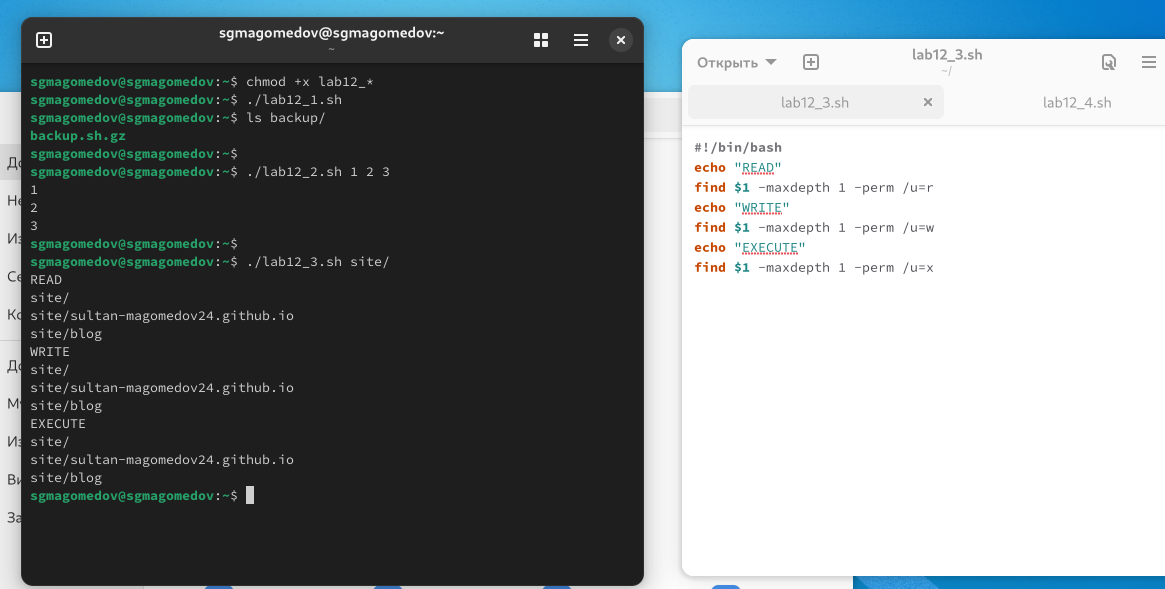 sgmagomedov@sgmagomedov:~
~
sgmagomedov@sgmagomedov:~$ chmod +x lab12_*
sgmagomedov@sgmagomedov:~$ ./lab12_1.sh
sgmagomedov@sgmagomedov:~$ ls backup/
backup.sh.gz
sgmagomedov@sgmagomedov:~$
sgmagomedov@sgmagomedov:~$ ./lab12_2.sh 1 2 3
1
2
3
sgmagomedov@sgmagomedov:~$
sgmagomedov@sgmagomedov:~$ ./lab12_3.sh site/
READ
site/
site/sultan-magomedov24.github.io
site/blog
WRITE
site/
site/sultan-magomedov24.github.io
site/blog
EXECUTE
site/
site/sultan-magomedov24.github.io
site/blog
sgmagomedov@sgmagomedov:~$
Открыть
lab12_3.sh
~/
lab12_3.sh
lab12_4.sh
#!/bin/bash
echo "READ"
find $1 -maxdepth 1 -perm /u=r
echo "WRITE"
find $1 -maxdepth 1 -perm /u=w
echo "EXECUTE"
find $1 -maxdepth 1 -perm /u=x